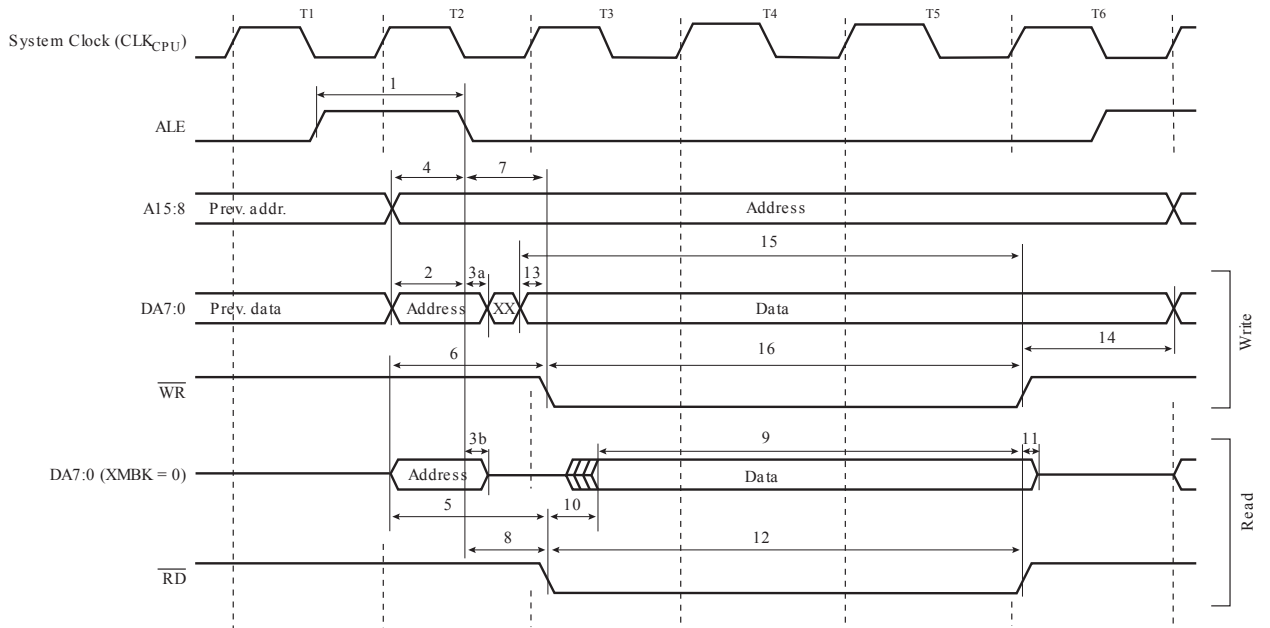 T1 T2 T3 T4 T5 T6
System Clock (CLKCPU)
1
ALE
4 7
A15:8 Prev. addr. Address
15
2 3a 13
DA7:0 Prev. data Address XX Data
14
6 16
WR
Write
3b 9 11
DA7:0 (XMBK = 0) Address Data
5 10
8 12
RD
Read